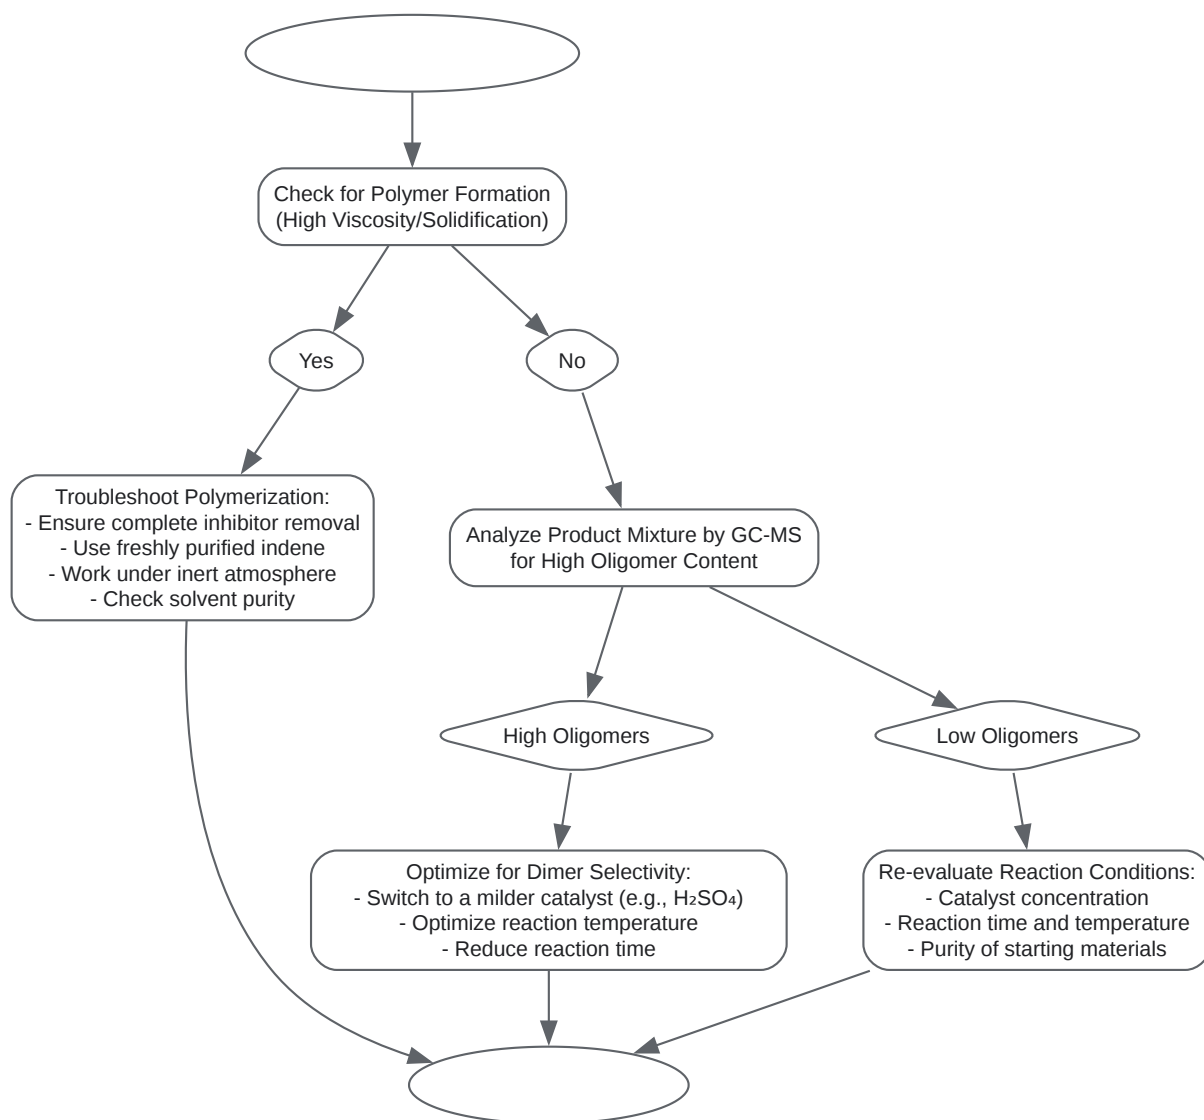 Check for Polymer Formation
(High Viscosity/Solidification)
Yes
No
Troubleshoot Polymerization:
- Ensure complete inhibitor removal
- Use freshly purified indene
- Work under inert atmosphere
- Check solvent purity
Analyze Product Mixture by GC-MS
for High Oligomer Content
High Oligomers
Low Oligomers
Optimize for Dimer Selectivity:
- Switch to a milder catalyst (e.g., H₂SO₄)
- Optimize reaction temperature
- Reduce reaction time
Re-evaluate Reaction Conditions:
- Catalyst concentration
- Reaction time and temperature
- Purity of starting materials